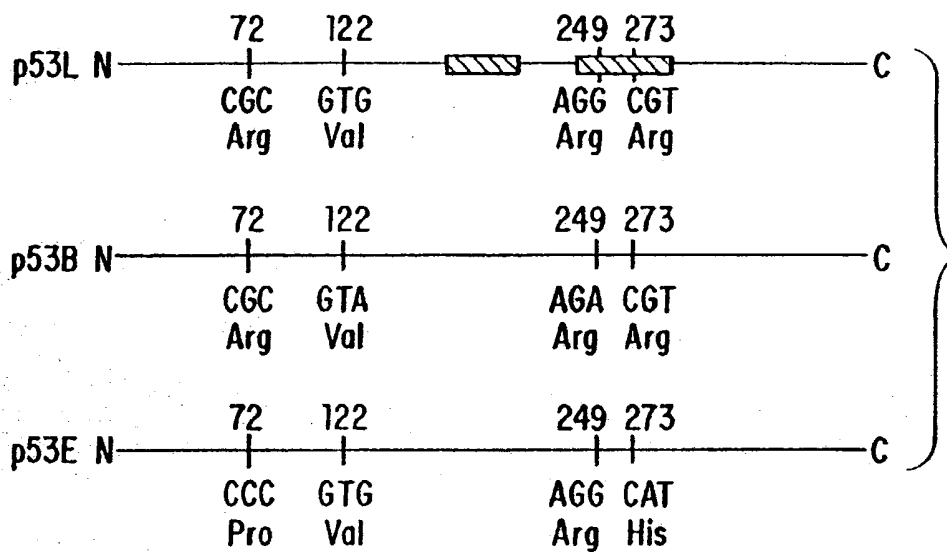 72 122 249 273
p53L N C
CGC GTG AGG CGT
Arg Val Arg Arg
72 122 249 273
p53B N C
CGC GTA AGA CGT
Arg Val Arg Arg
72 122 249 273
p53E N C
CCC GTG AGG CAT
Pro Val Arg His